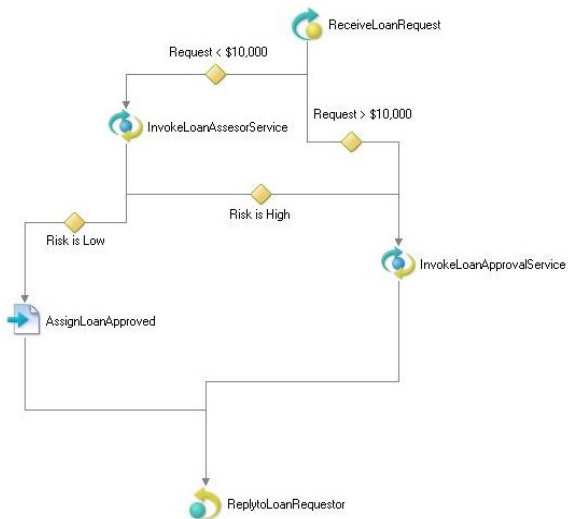 ReceiveLoanRequest
Request < $10,000
Request > $10,000
InvokeLoanAssesorService
Risk is High
Risk is Low
InvokeLoanApprovalService
AssignLoanApproved
ReplytoLoanRequestor